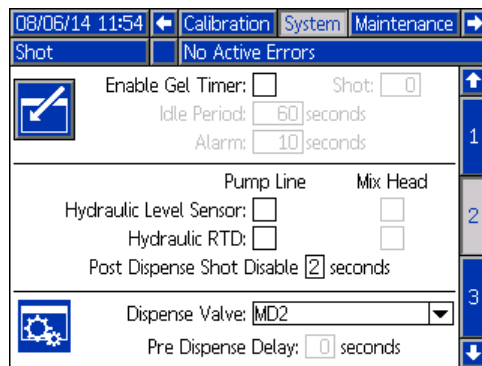 08/06/14 11:54 Calibration System Maintenance
Shot No Active Errors
Enable Gel Timer: Shot: 0
Idle Period: 60 seconds
Alarm: 10 seconds
1
Pump Line Mix Head
Hydraulic Level Sensor:
2
Hydraulic RTD:
Post Dispense Shot Disable 2 seconds
3
Dispense Valve: MD2
Pre Dispense Delay: 0 seconds